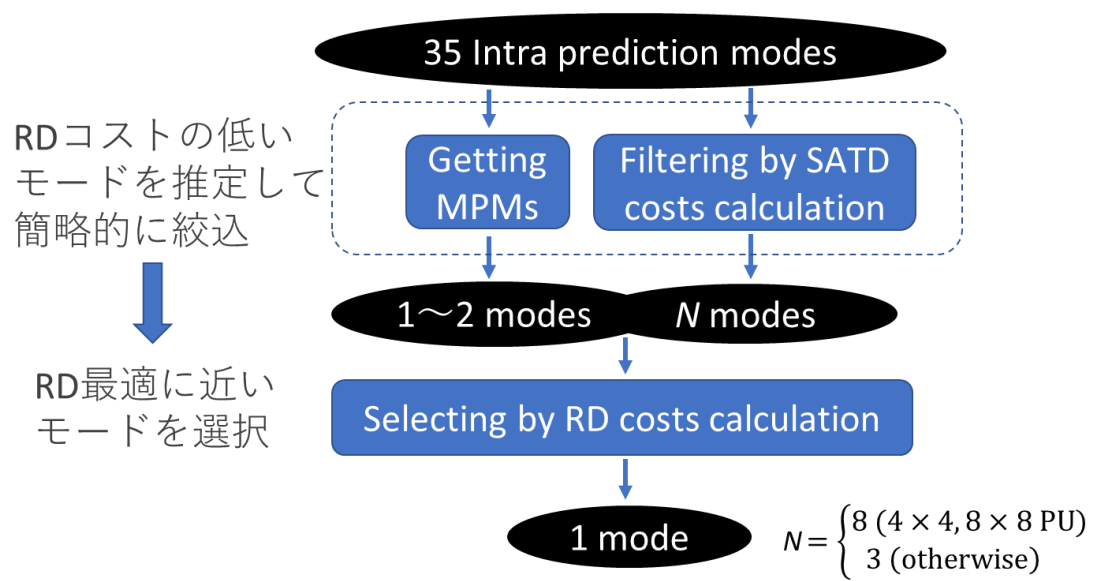 35 Intra prediction modes
RDコストの低い
モードを推定して
簡略的に絞込
Getting
MPMs
Filtering by SATD
costs calculation
1～2 modes
N modes
RD最適に近い
モードを選択
Selecting by RD costs calculation
1 mode
N = { 8 (4 × 4, 8 × 8 PU)
3 (otherwise)